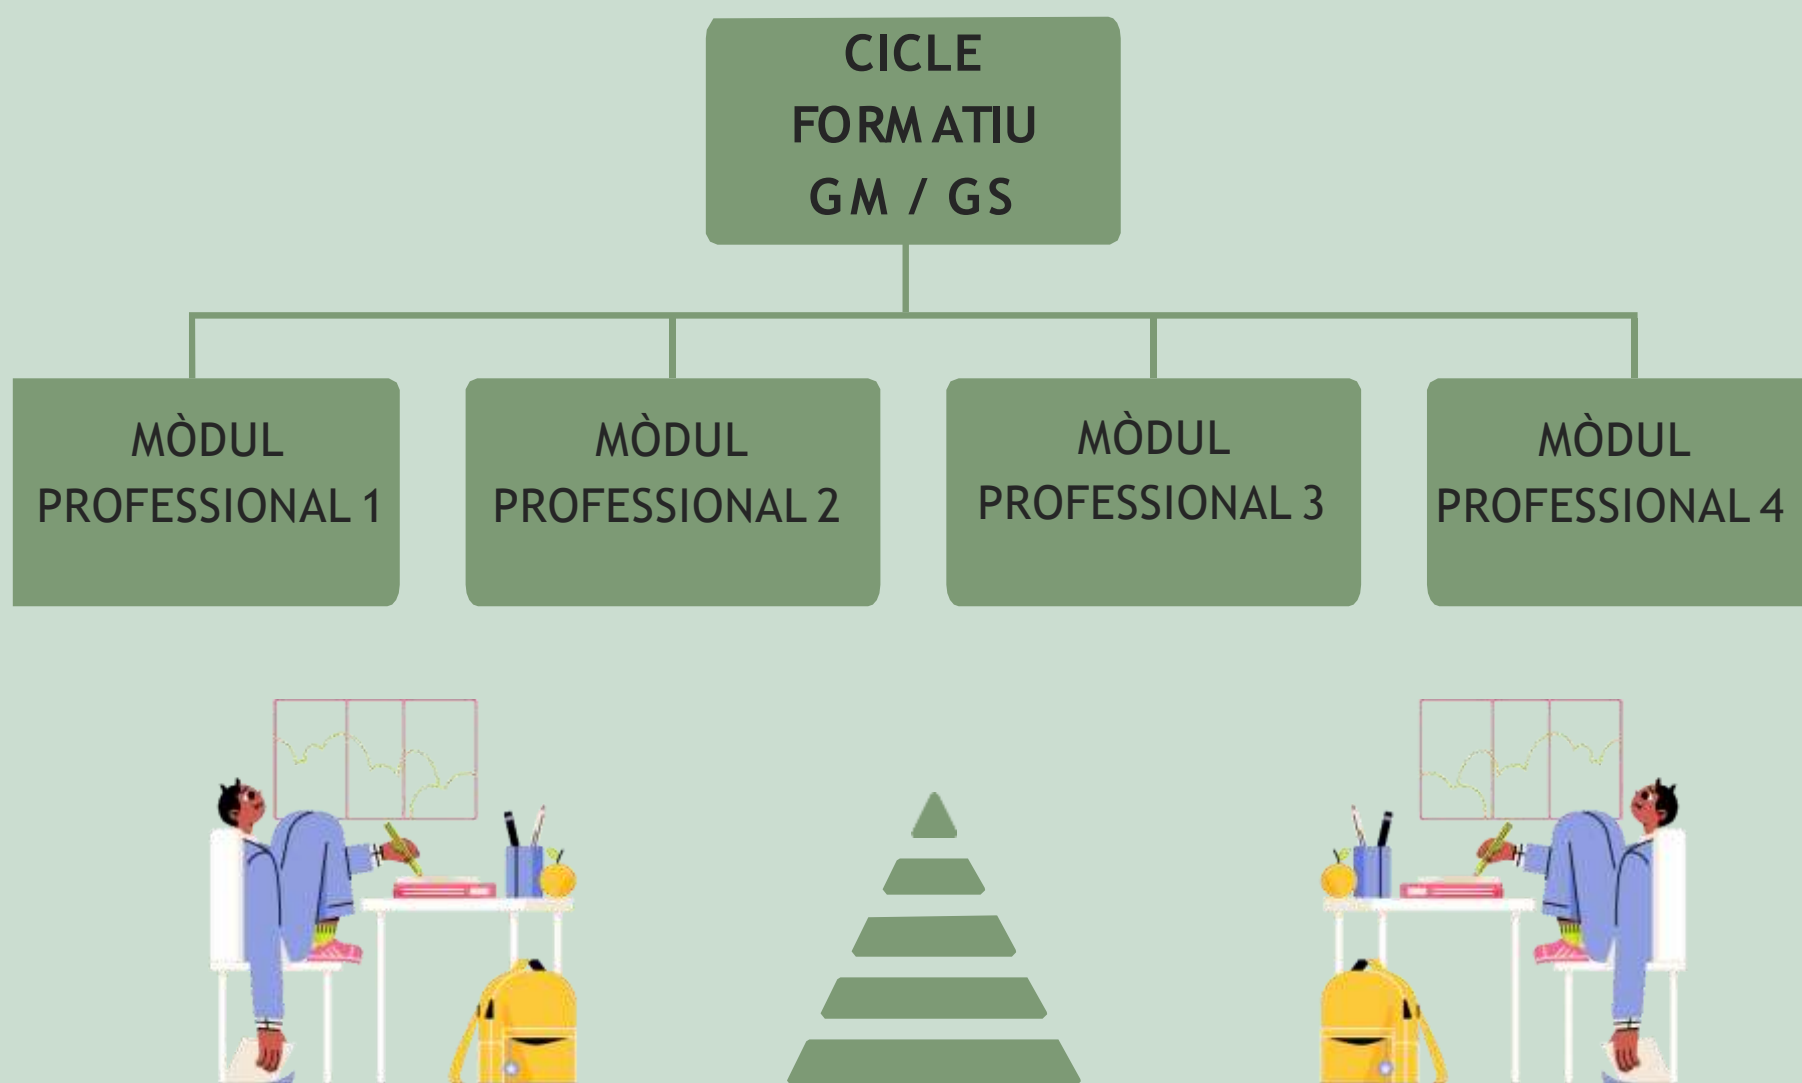 CICLE
FORMATIU
GM / GS
MÒDUL
PROFESSIONAL 1
MÒDUL
PROFESSIONAL 2
MÒDUL
PROFESSIONAL 3
MÒDUL
PROFESSIONAL 4